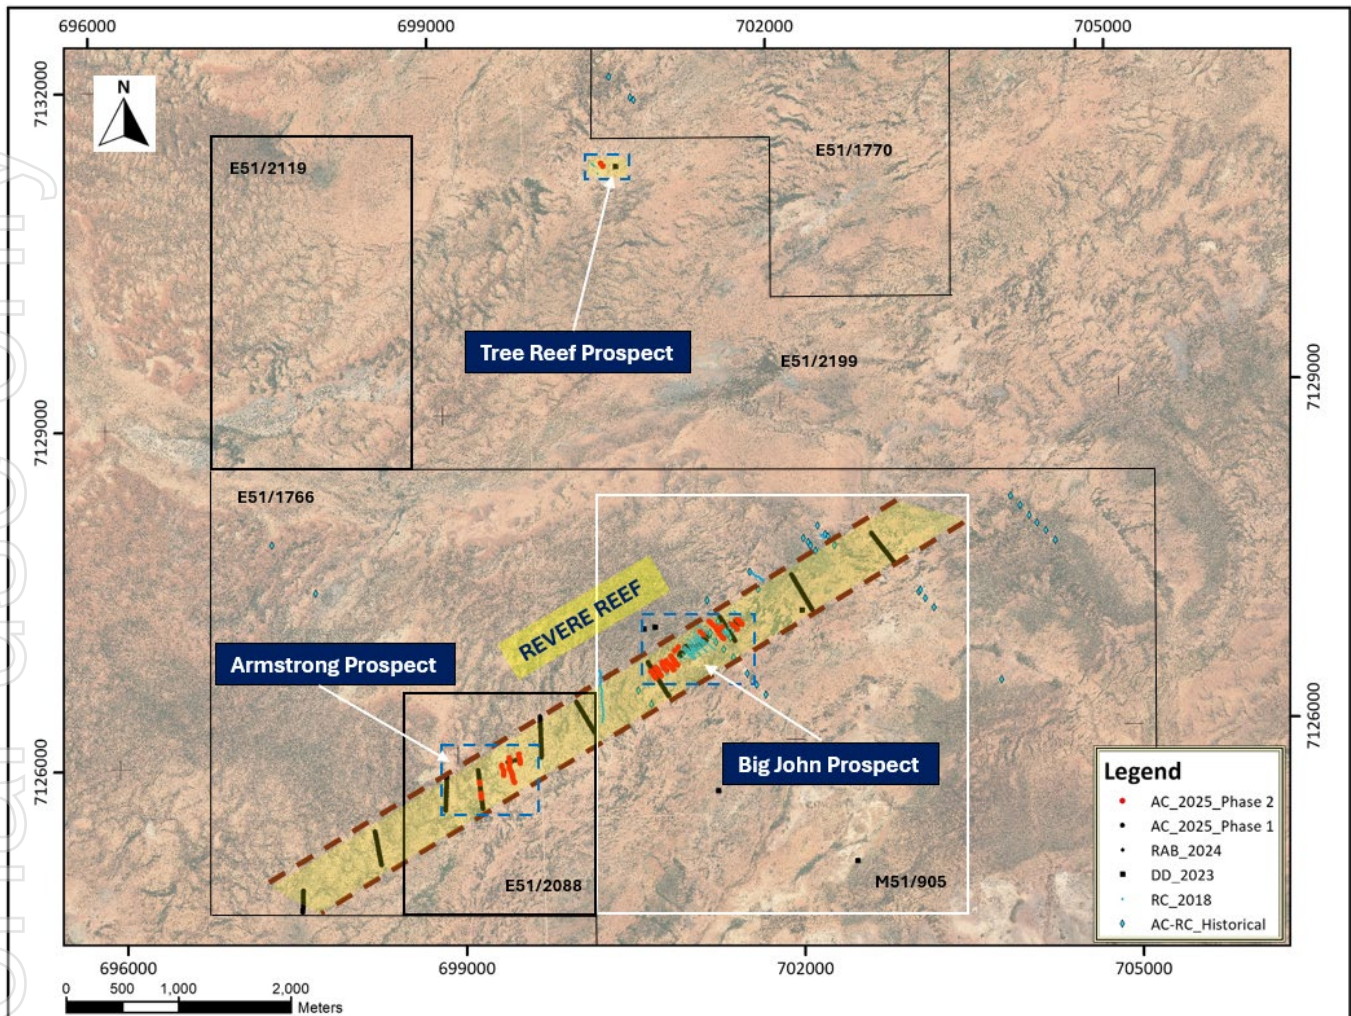 696000
699000
702000
705000
7132000
N
E51/2119
E51/1770
Tree Reef Prospect
E51/2199
7129000
7129000
E51/1766
REVERE REEF
Armstrong Prospect
7126000
7126000
Big John Prospect
E51/2088
M51/905
Legend
AC_2025_Phase 2
AC_2025_Phase 1
RAB_2024
DD_2023
RC_2018
AC-RC_Historical
696000
699000
702000
705000
0 500 1,000 2,000
Meters